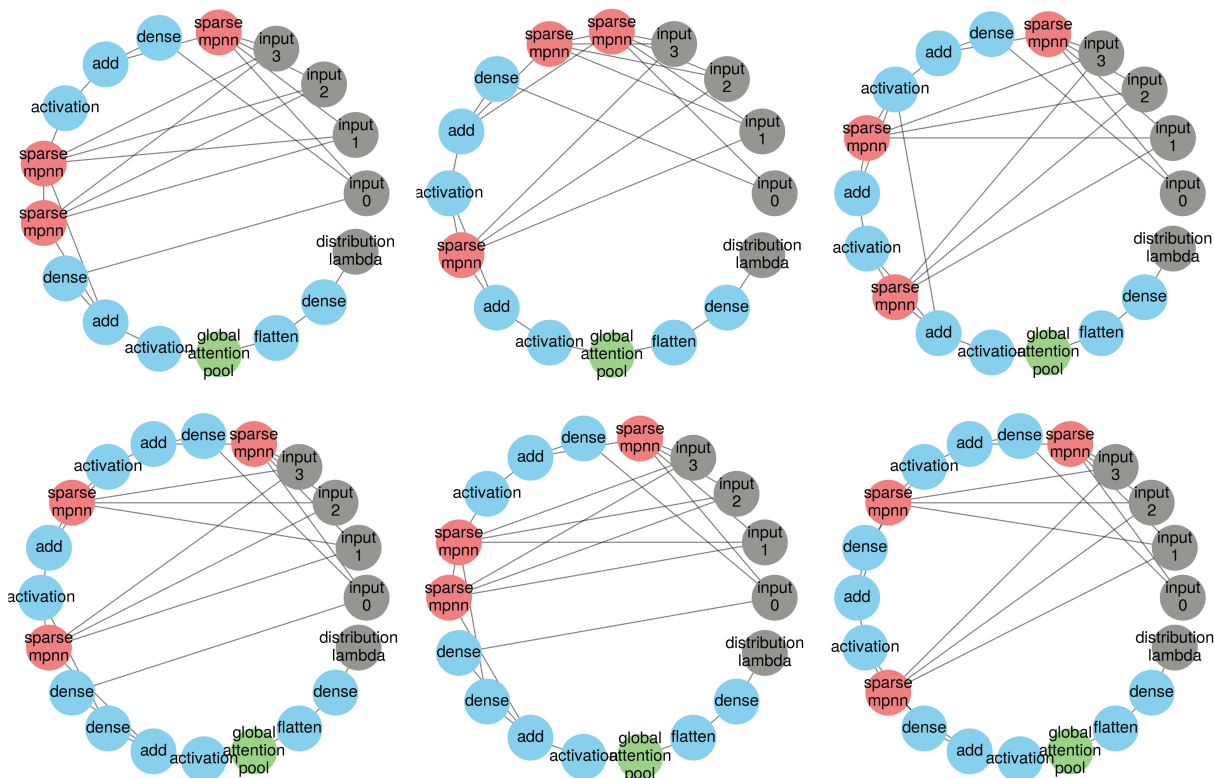 input
0
input
1
input
2
input
3
sparse
mpnn
dense
add
activation
sparse
mpnn
sparse
mpnn
dense
add
activation
global
attention
pool
flatten
dense
distribution
lambda
input
0
input
1
input
2
input
3
sparse
mpnn
sparse
mpnn
dense
add
activation
sparse
mpnn
add
activation
global
attention
pool
flatten
dense
distribution
lambda
input
0
input
1
input
2
input
3
sparse
mpnn
dense
add
activation
sparse
mpnn
add
activation
sparse
mpnn
add
activation
global
attention
pool
flatten
dense
distribution
lambda
input
0
input
1
input
2
input
3
sparse
mpnn
dense
add
activation
sparse
mpnn
add
activation
sparse
mpnn
dense
dense
add
activation
global
attention
pool
flatten
dense
distribution
lambda
input
0
input
1
input
2
input
3
sparse
mpnn
dense
add
activation
sparse
mpnn
sparse
mpnn
dense
dense
add
activation
global
attention
pool
flatten
dense
distribution
lambda
input
0
input
1
input
2
input
3
sparse
mpnn
dense
add
activation
sparse
mpnn
dense
add
activation
sparse
mpnn
dense
add
activation
global
attention
pool
flatten
dense
distribution
lambda